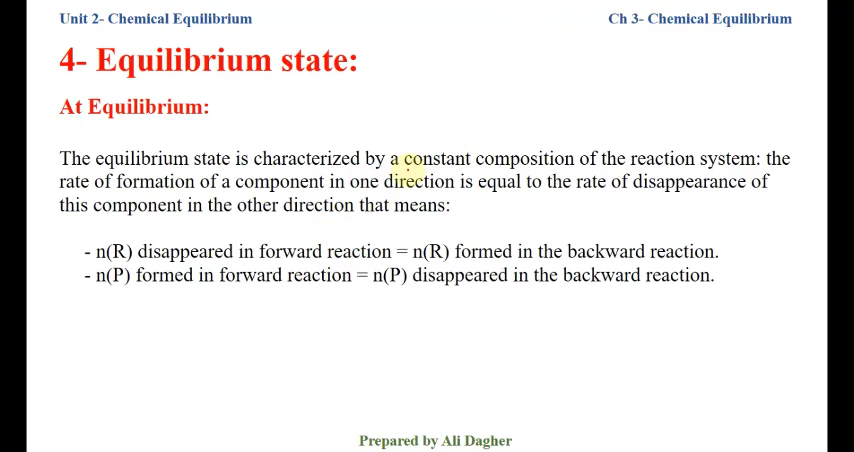 Unit 2- Chemical Equilibrium
Ch 3- Chemical Equilibrium
4- Equilibrium state:
At Equilibrium:
The equilibrium state is characterized by a constant composition of the reaction system: the
rate of formation of a component in one direction is equal to the rate of disappearance of
this component in the other direction that means:
- n(R) disappeared in forward reaction = n(R) formed in the backward reaction.
- n(P) formed in forward reaction = n(P) disappeared in the backward reaction.
Prepared by Ali Dagher